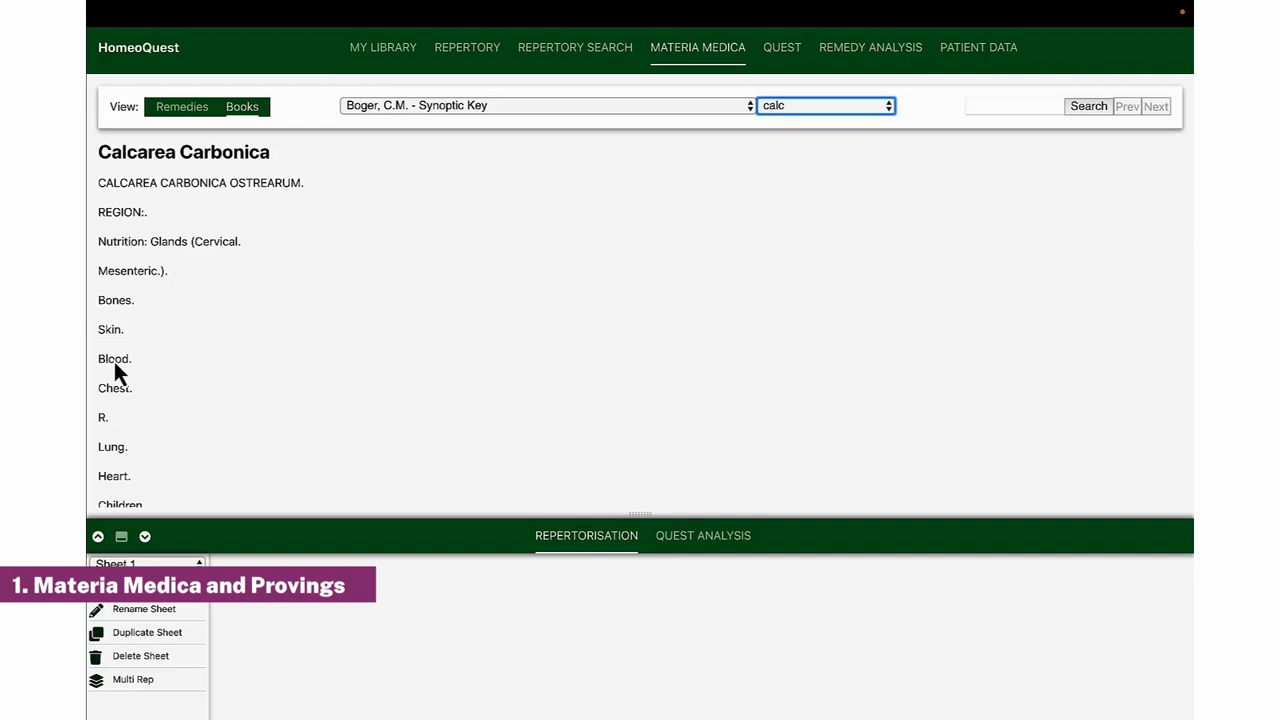 HomeoQuest
MY LIBRARY
REPERTORY
REPERTORY SEARCH
MATERIA MEDICA
QUEST
REMEDY ANALYSIS
PATIENT DATA
View:
Remedies
Books
Boger, C.M. - Synoptic Key
calc
Search
Prev
Next
Calcarea Carbonica
CALCAREA CARBONICA OSTREARUM.
REGION:.
Nutrition: Glands (Cervical.
Mesenteric.).
Bones.
Skin.
Blood.
Chest.
R.
Lung.
Heart.
Children
REPERTORISATION
QUEST ANALYSIS
Sheet 1
1. Materia Medica and Provings
Rename Sheet
Duplicate Sheet
Delete Sheet
Multi Rep